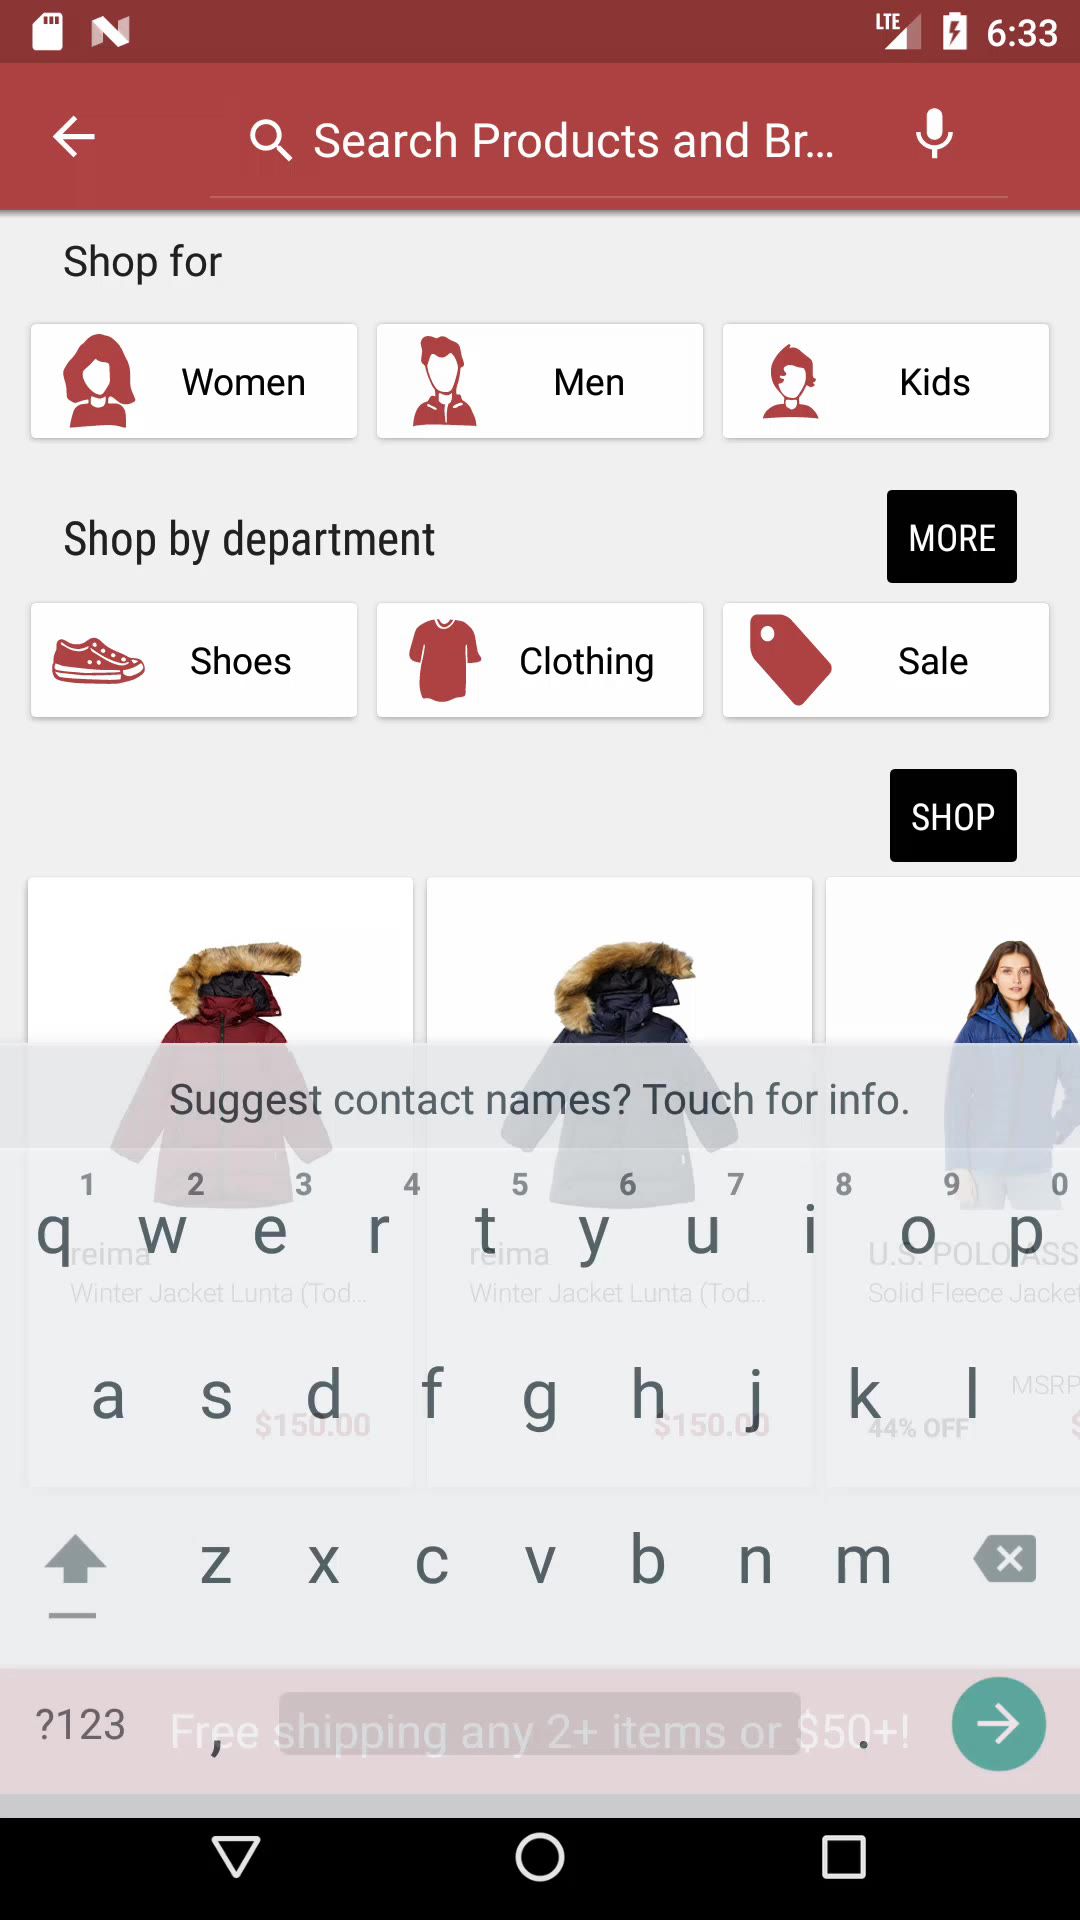 LTE 6:33
Search Products and Br...
Shop for
Women Men Kids
Shop by department MORE
Shoes Clothing Sale
SHOP
Suggest contact names? Touch for info.
1 2 3 4 5 6 7 8 9 0
q w e r t y u i o p
reima reima U.S. POLO ASS
Winter Jacket Lunta (Tod... Winter Jacket Lunta (Tod... Solid Fleece Jacke
a s d f g h j k l
MSRP
$150.00 $150.00 44% OFF $
z x c v b n m
?123 , .
Free shipping any 2+ items or $50+!